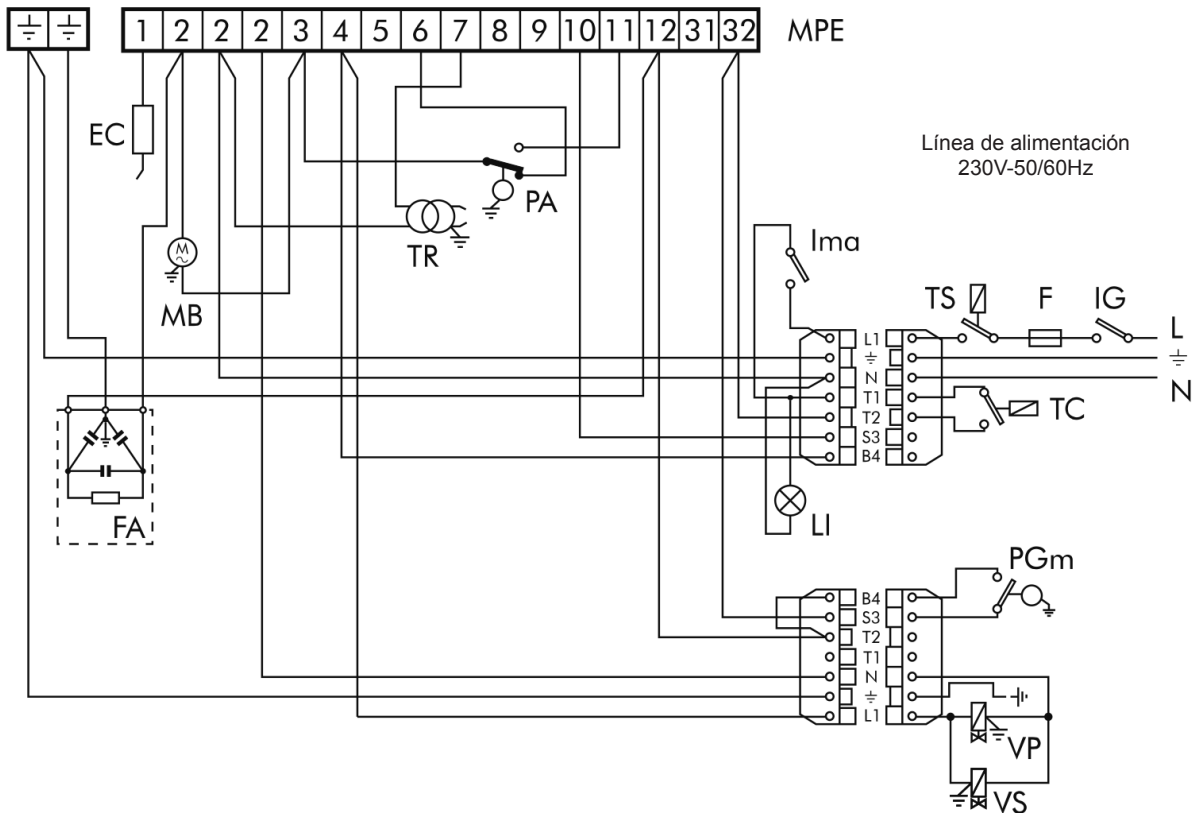 1 2 2 2 3 4 5 6 7 8 9 10 11 12 31 32 MPE
EC
Línea de alimentación
230V-50/60Hz
PA
TR
MB
Ima
TS F IG
L1 L
N N
T1
T2 TC
S3
B4
LI
FA
PGm
B4
S3
T2
T1
N
L1
VP
VS